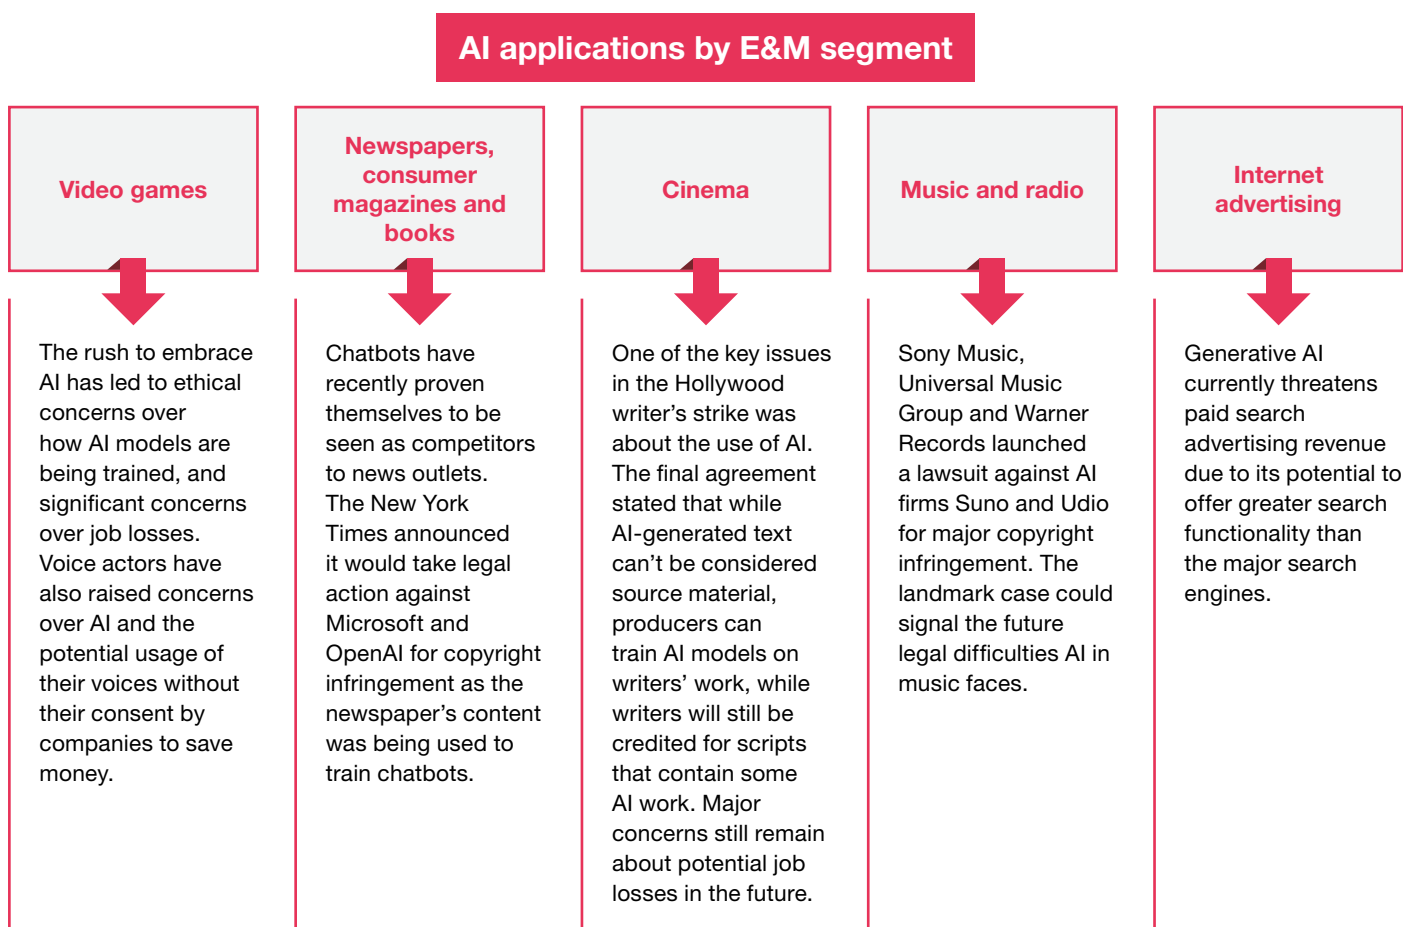 AI applications by E&M segment
Video games
The rush to embrace
AI has led to ethical
concerns over
how AI models are
being trained, and
significant concerns
over job losses.
Voice actors have
also raised concerns
over AI and the
potential usage of
their voices without
their consent by
companies to save
money.
Newspapers,
consumer
magazines and
books
Chatbots have
recently proven
themselves to be
seen as competitors
to news outlets.
The New York
Times announced
it would take legal
action against
Microsoft and
OpenAI for copyright
infringement as the
newspaper’s content
was being used to
train chatbots.
Cinema
One of the key issues
in the Hollywood
writer’s strike was
about the use of AI.
The final agreement
stated that while
AI-generated text
can’t be considered
source material,
producers can
train AI models on
writers’ work, while
writers will still be
credited for scripts
that contain some
AI work. Major
concerns still remain
about potential job
losses in the future.
Music and radio
Sony Music,
Universal Music
Group and Warner
Records launched
a lawsuit against AI
firms Suno and Udio
for major copyright
infringement. The
landmark case could
signal the future
legal difficulties AI in
music faces.
Internet
advertising
Generative AI
currently threatens
paid search
advertising revenue
due to its potential to
offer greater search
functionality than
the major search
engines.